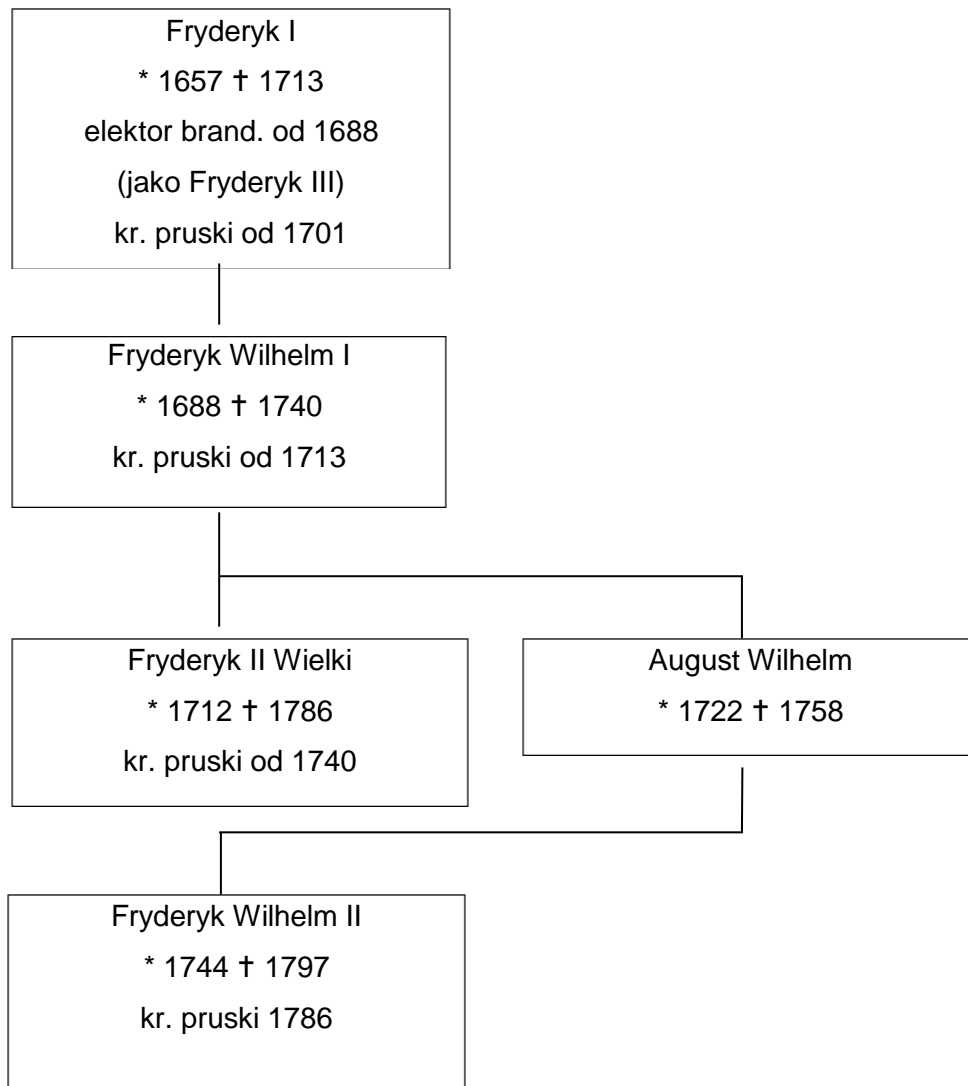 Fryderyk I
* 1657 † 1713
elektor brand. od 1688
(jako Fryderyk III)
kr. pruski od 1701
Fryderyk Wilhelm I
* 1688 † 1740
kr. pruski od 1713
Fryderyk II Wielki
* 1712 † 1786
kr. pruski od 1740
August Wilhelm
* 1722 † 1758
Fryderyk Wilhelm II
* 1744 † 1797
kr. pruski 1786